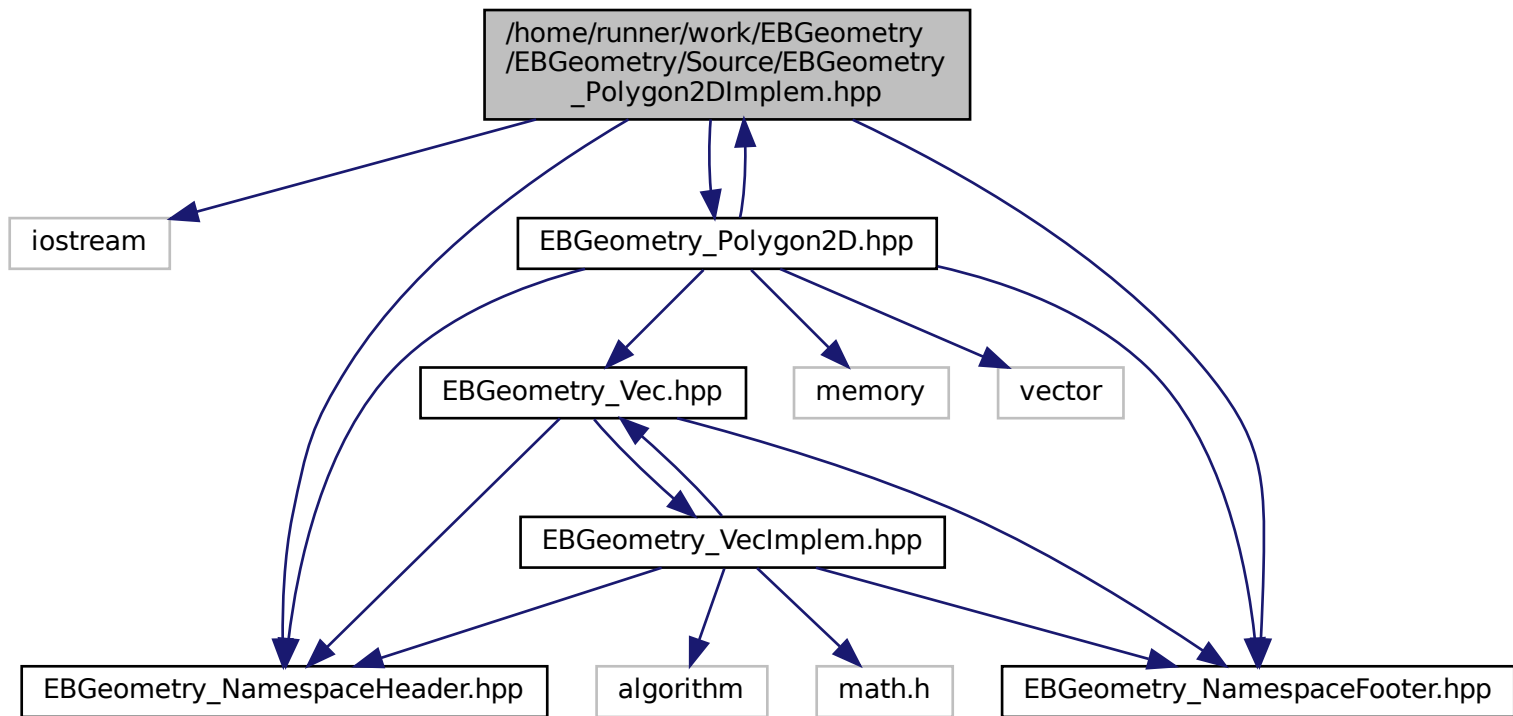 /home/runner/work/EBGeometry
/EBGeometry/Source/EBGeometry
_Polygon2DImplem.hpp
iostream
EBGeometry_Polygon2D.hpp
EBGeometry_Vec.hpp
memory
vector
EBGeometry_VecImplem.hpp
EBGeometry_NamespaceHeader.hpp
algorithm
math.h
EBGeometry_NamespaceFooter.hpp